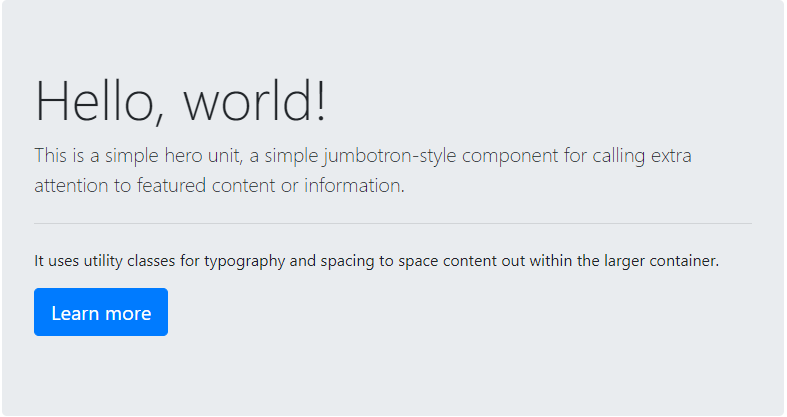 Hello, world!
This is a simple hero unit, a simple jumbotron-style component for calling extra
attention to featured content or information.
It uses utility classes for typography and spacing to space content out within the larger container.
Learn more